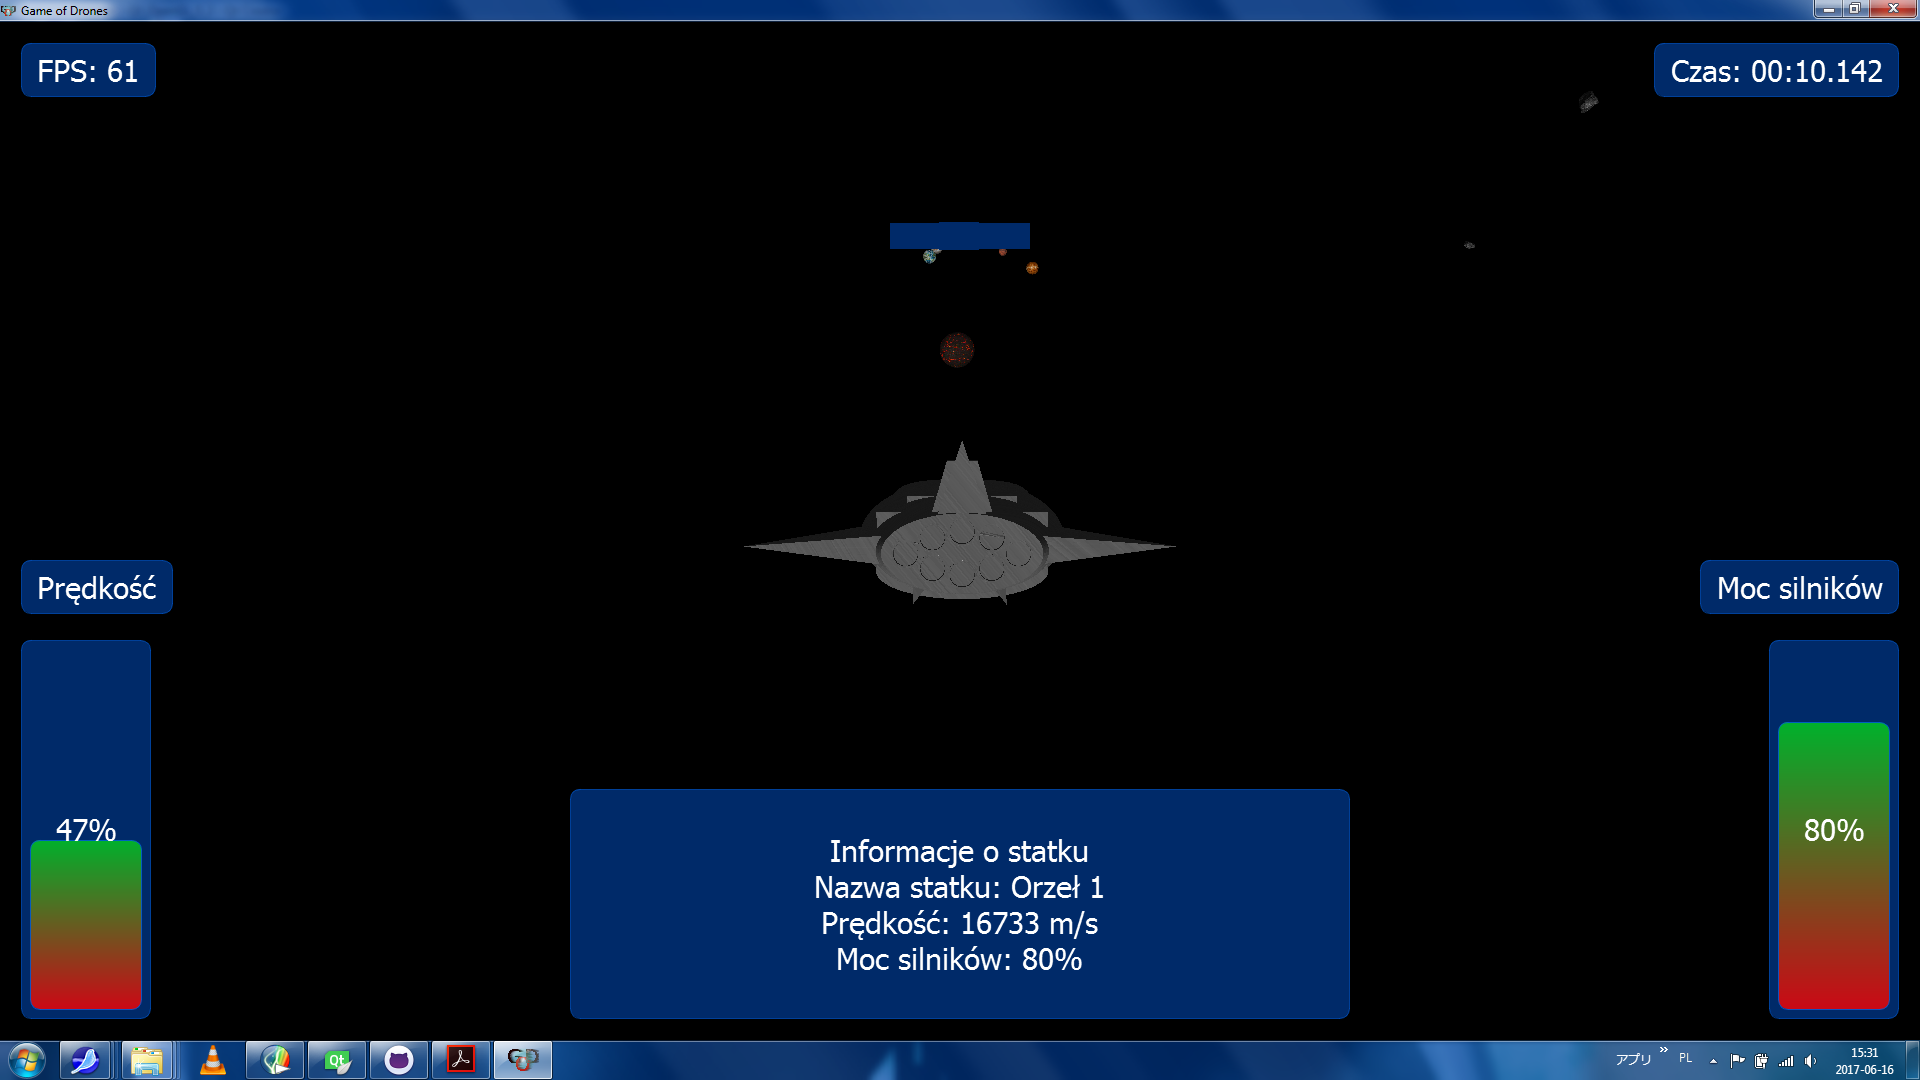 Game of Drones
FPS: 61
Czas: 00:10.142
Prędkość
Moc silników
47%
80%
Informacje o statku
Nazwa statku: Orzeł 1
Prędkość: 16733 m/s
Moc silników: 80%
Qt
アプリ
PL
15:31
2017-06-16